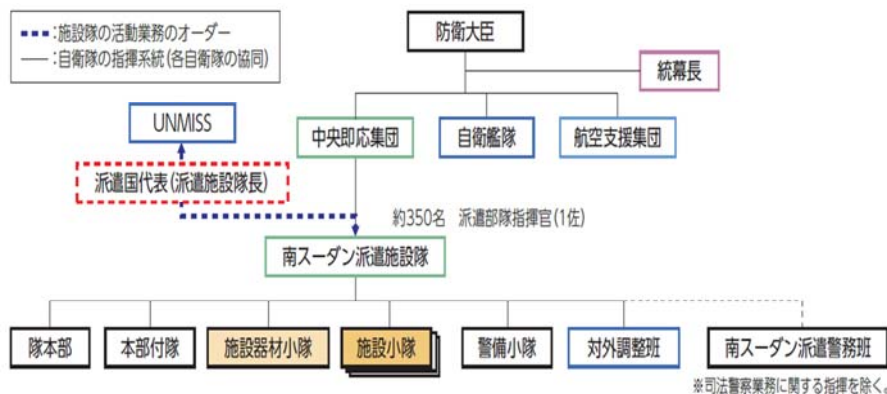 :施設隊の活動業務のオーダー
:自衛隊の指揮系統(各自衛隊の協同)
防衛大臣
統幕長
UNMISS
中央即応集団
自衛艦隊
航空支援集団
派遣国代表(派遣施設隊長)
約350名 派遣部隊指揮官(1佐)
南スーダン派遣施設隊
隊本部
本部付隊
施設器材小隊
施設小隊
警備小隊
対外調整班
南スーダン派遣警務班
※司法警察業務に関する指揮を除く。